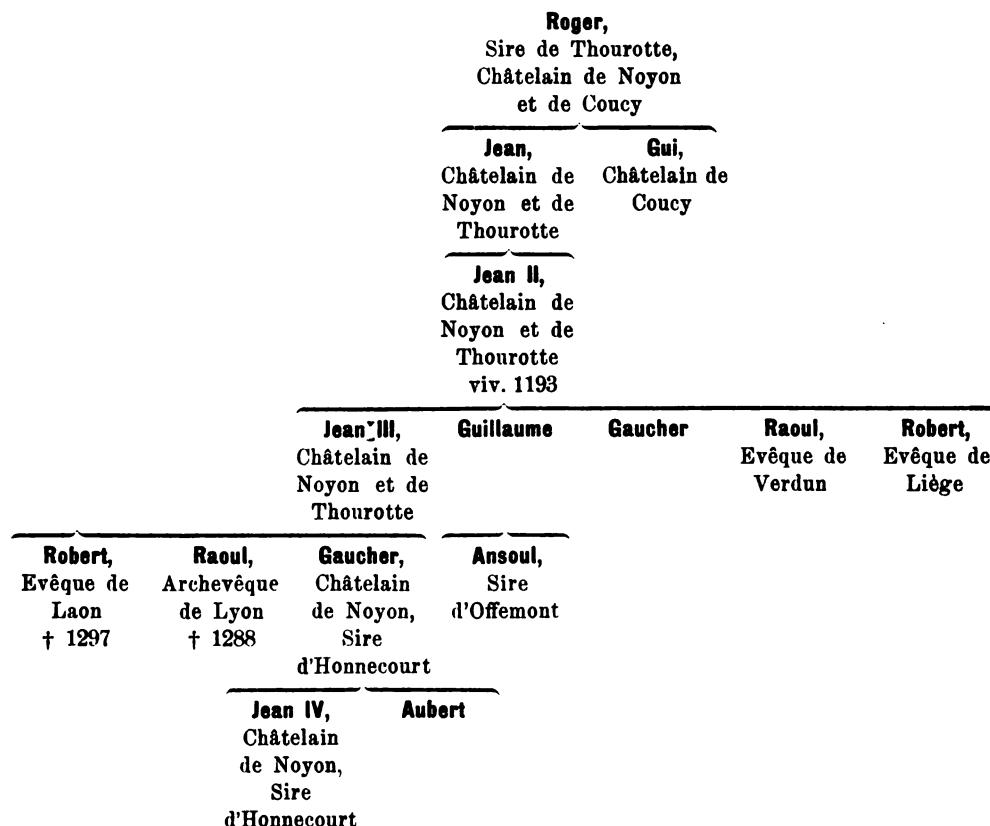 Roger,
Sire de Thourotte,
Châtelain de Noyon
et de Coucy
Jean,
Châtelain de
Noyon et de
Thourotte
Gui,
Châtelain de
Coucy
Jean II,
Châtelain de
Noyon et de
Thourotte
viv. 1193
Jean III,
Châtelain de
Noyon et de
Thourotte
Guillaume
Gaucher
Raoul,
Evêque de
Verdun
Robert,
Evêque de
Liège
Robert,
Evêque de
Laon
† 1297
Raoul,
Archevêque
de Lyon
† 1288
Gaucher,
Châtelain
de Noyon,
Sire
d'Honnecourt
Ansoul,
Sire
d'Offemont
Jean IV,
Châtelain
de Noyon,
Sire
d'Honnecourt
Aubert